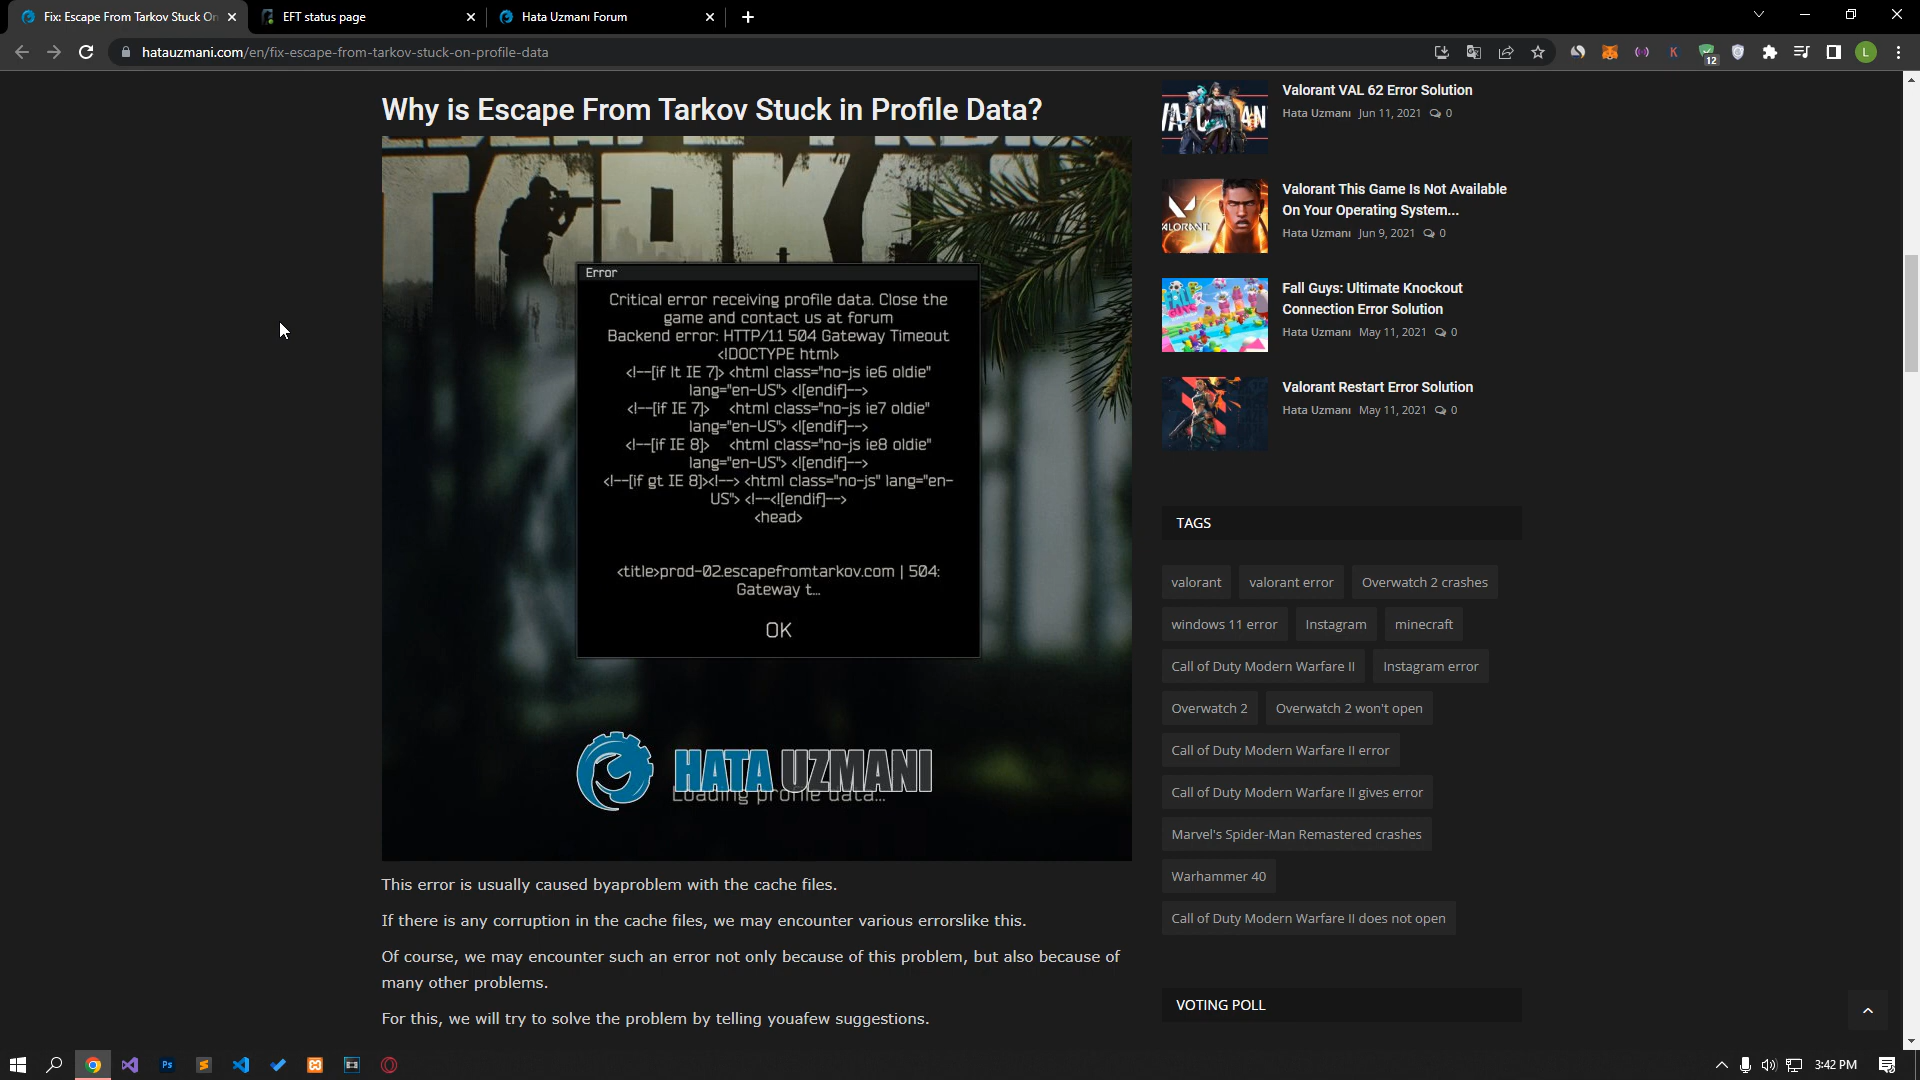 Fix: Escape From Tarkov Stuck On
EFT status page
Hata Uzmanı Forum
hatauzmani.com/en/fix-escape-from-tarkov-stuck-on-profile-data
12
L
Why is Escape From Tarkov Stuck in Profile Data?
TARKO
Error
Critical error receiving profile data. Close the
game and contact us at forum
Backend error: HTTP/1.1 504 Gateway Timeout
<!DOCTYPE html>
<!--[if lt IE 7]> <html class="no-js ie6 oldie"
lang="en-US"> <![endif]-->
<!--[if IE 7]>    <html class="no-js ie7 oldie"
lang="en-US"> <![endif]-->
<!--[if IE 8]>    <html class="no-js ie8 oldie"
lang="en-US"> <![endif]-->
<!--[if gt IE 8]><!--> <html class="no-js" lang="en-
US"> <!--<![endif]-->
<head>
<title>prod-02.escapefromtarkov.com | 504:
Gateway t...
OK
HATA UZMANI
Loading profile data...
This error is usually caused byaproblem with the cache files.
If there is any corruption in the cache files, we may encounter various errorslike this.
Of course, we may encounter such an error not only because of this problem, but also because of
many other problems.
For this, we will try to solve the problem by telling youafew suggestions.
Valorant VAL 62 Error Solution
Hata Uzmanı Jun 11, 2021 0
Valorant This Game Is Not Available
On Your Operating System...
Hata Uzmanı Jun 9, 2021 0
Fall Guys: Ultimate Knockout
Connection Error Solution
Hata Uzmanı May 11, 2021 0
Valorant Restart Error Solution
Hata Uzmanı May 11, 2021 0
TAGS
valorant valorant error Overwatch 2 crashes
windows 11 error Instagram minecraft
Call of Duty Modern Warfare II Instagram error
Overwatch 2 Overwatch 2 won't open
Call of Duty Modern Warfare II error
Call of Duty Modern Warfare II gives error
Marvel's Spider-Man Remastered crashes
Warhammer 40
Call of Duty Modern Warfare II does not open
VOTING POLL
3:42 PM